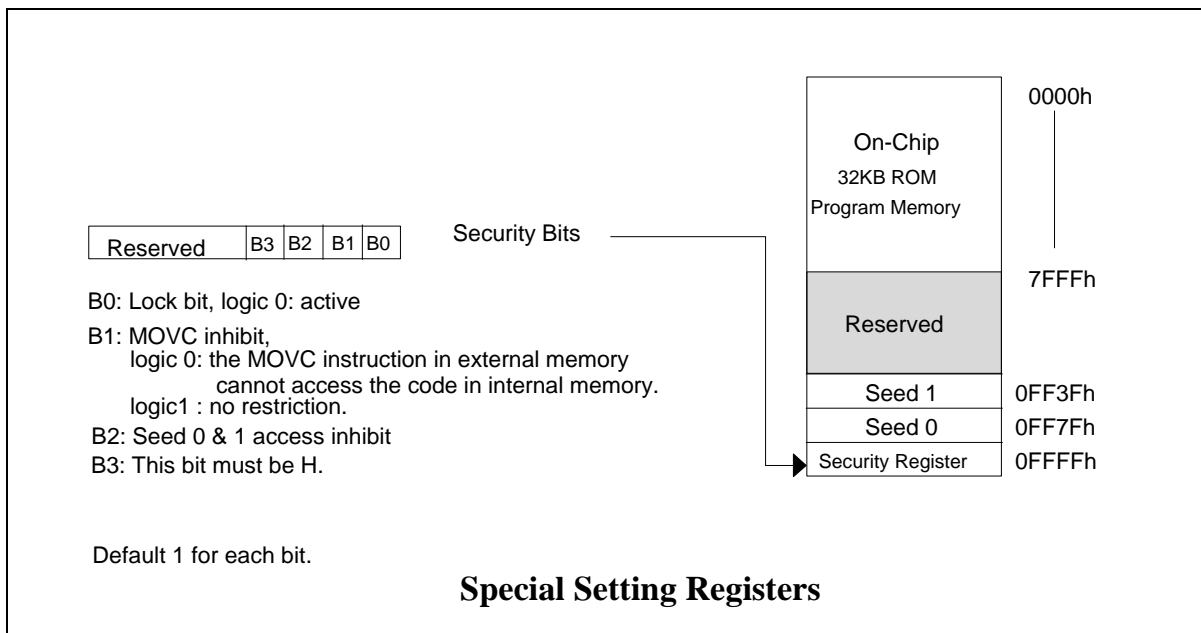 0000h
On-Chip
32KB ROM
Program Memory
7FFFh
Reserved
Seed 1 0FF3Fh
Seed 0 0FF7Fh
Security Register 0FFFFh
Security Bits
Reserved B3 B2 B1 B0
B0: Lock bit, logic 0: active
B1: MOVC inhibit,
logic 0: the MOVC instruction in external memory
cannot access the code in internal memory.
logic1 : no restriction.
B2: Seed 0 & 1 access inhibit
B3: This bit must be H.
Default 1 for each bit.
Special Setting Registers